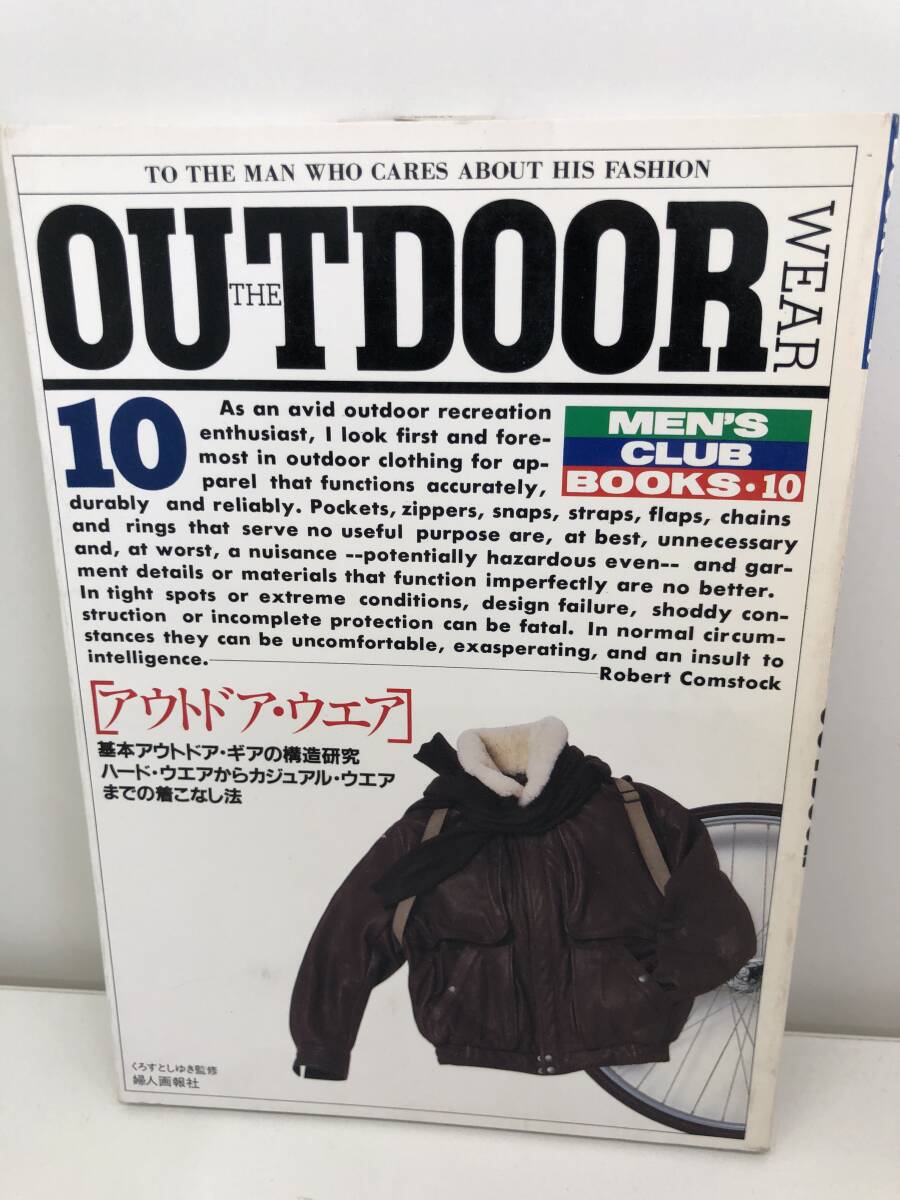 TO THE MAN WHO CARES ABOUT HIS FASHION
THE
OUTDOOR
WEAR
10
MEN'S
CLUB
BOOKS・10
As an avid outdoor recreation
enthusiast, I look first and fore-
most in outdoor clothing for ap-
parel that functions accurately,
durably and reliably. Pockets, zippers, snaps, straps, flaps, chains
and rings that serve no useful purpose are, at best, unnecessary
and, at worst, a nuisance --potentially hazardous even-- and gar-
ment details or materials that function imperfectly are no better.
In tight spots or extreme conditions, design failure, shoddy con-
struction or incomplete protection can be fatal. In normal circum-
stances they can be uncomfortable, exasperating, and an insult to
intelligence.
Robert Comstock
[アウトドア・ウエア]
基本アウトドア・ギアの構造研究
ハード・ウエアからカジュアル・ウエア
までの着こなし法
くろすとしゆき監修
婦人画報社